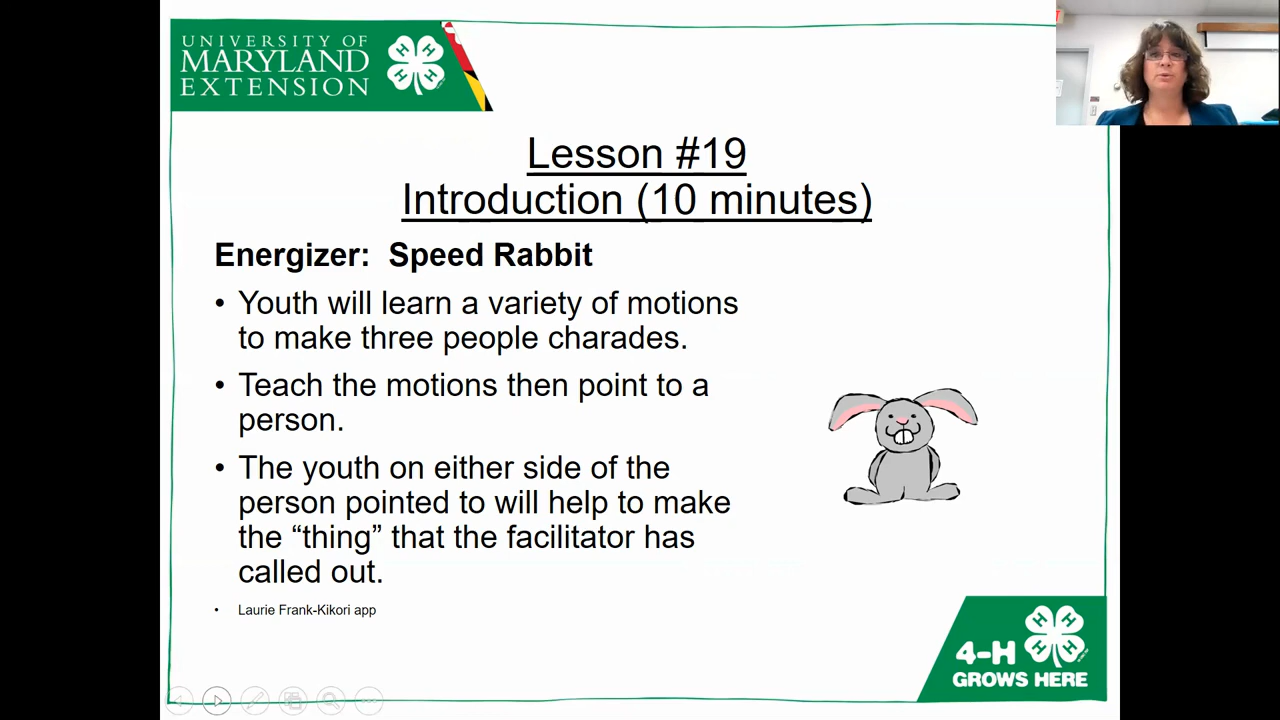 UNIVERSITY OF
MARYLAND
EXTENSION
Lesson #19
Introduction (10 minutes)
Energizer: Speed Rabbit
• Youth will learn a variety of motions
to make three people charades.
• Teach the motions then point to a
person.
• The youth on either side of the
person pointed to will help to make
the “thing” that the facilitator has
called out.
• Laurie Frank-Kikori app
4-H
GROWS HERE